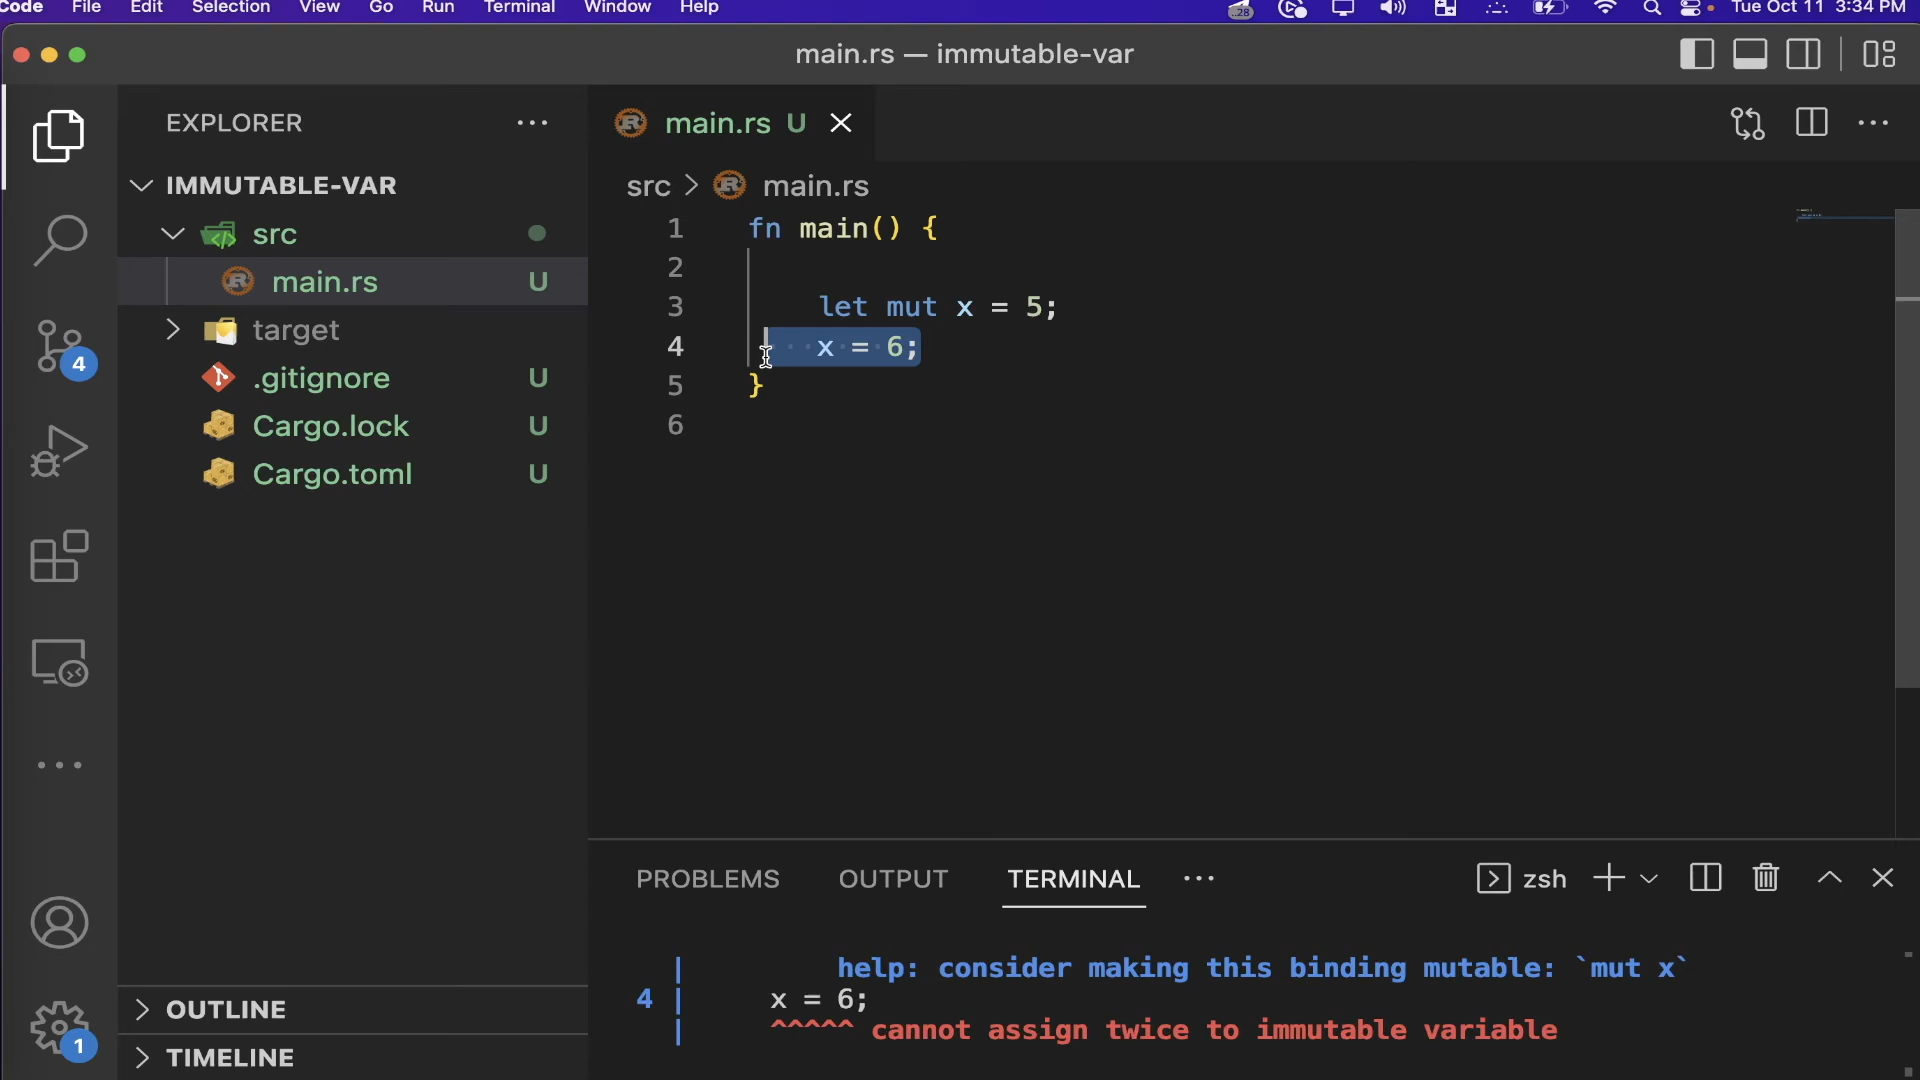 Code File Edit Selection View Go Run Terminal Window Help ..28 Tue Oct 11 3:34 PM
main.rs — immutable-var
EXPLORER
main.rs U
IMMUTABLE-VAR
src > main.rs
src
main.rs U
target
.gitignore U
Cargo.lock U
Cargo.toml U
4
1
OUTLINE
TIMELINE
1 fn main() {
2
3 let mut x = 5;
4 x = 6;
5 }
6
PROBLEMS OUTPUT TERMINAL zsh
| help: consider making this binding mutable: `mut x`
4 | x = 6;
| ^^^^^ cannot assign twice to immutable variable